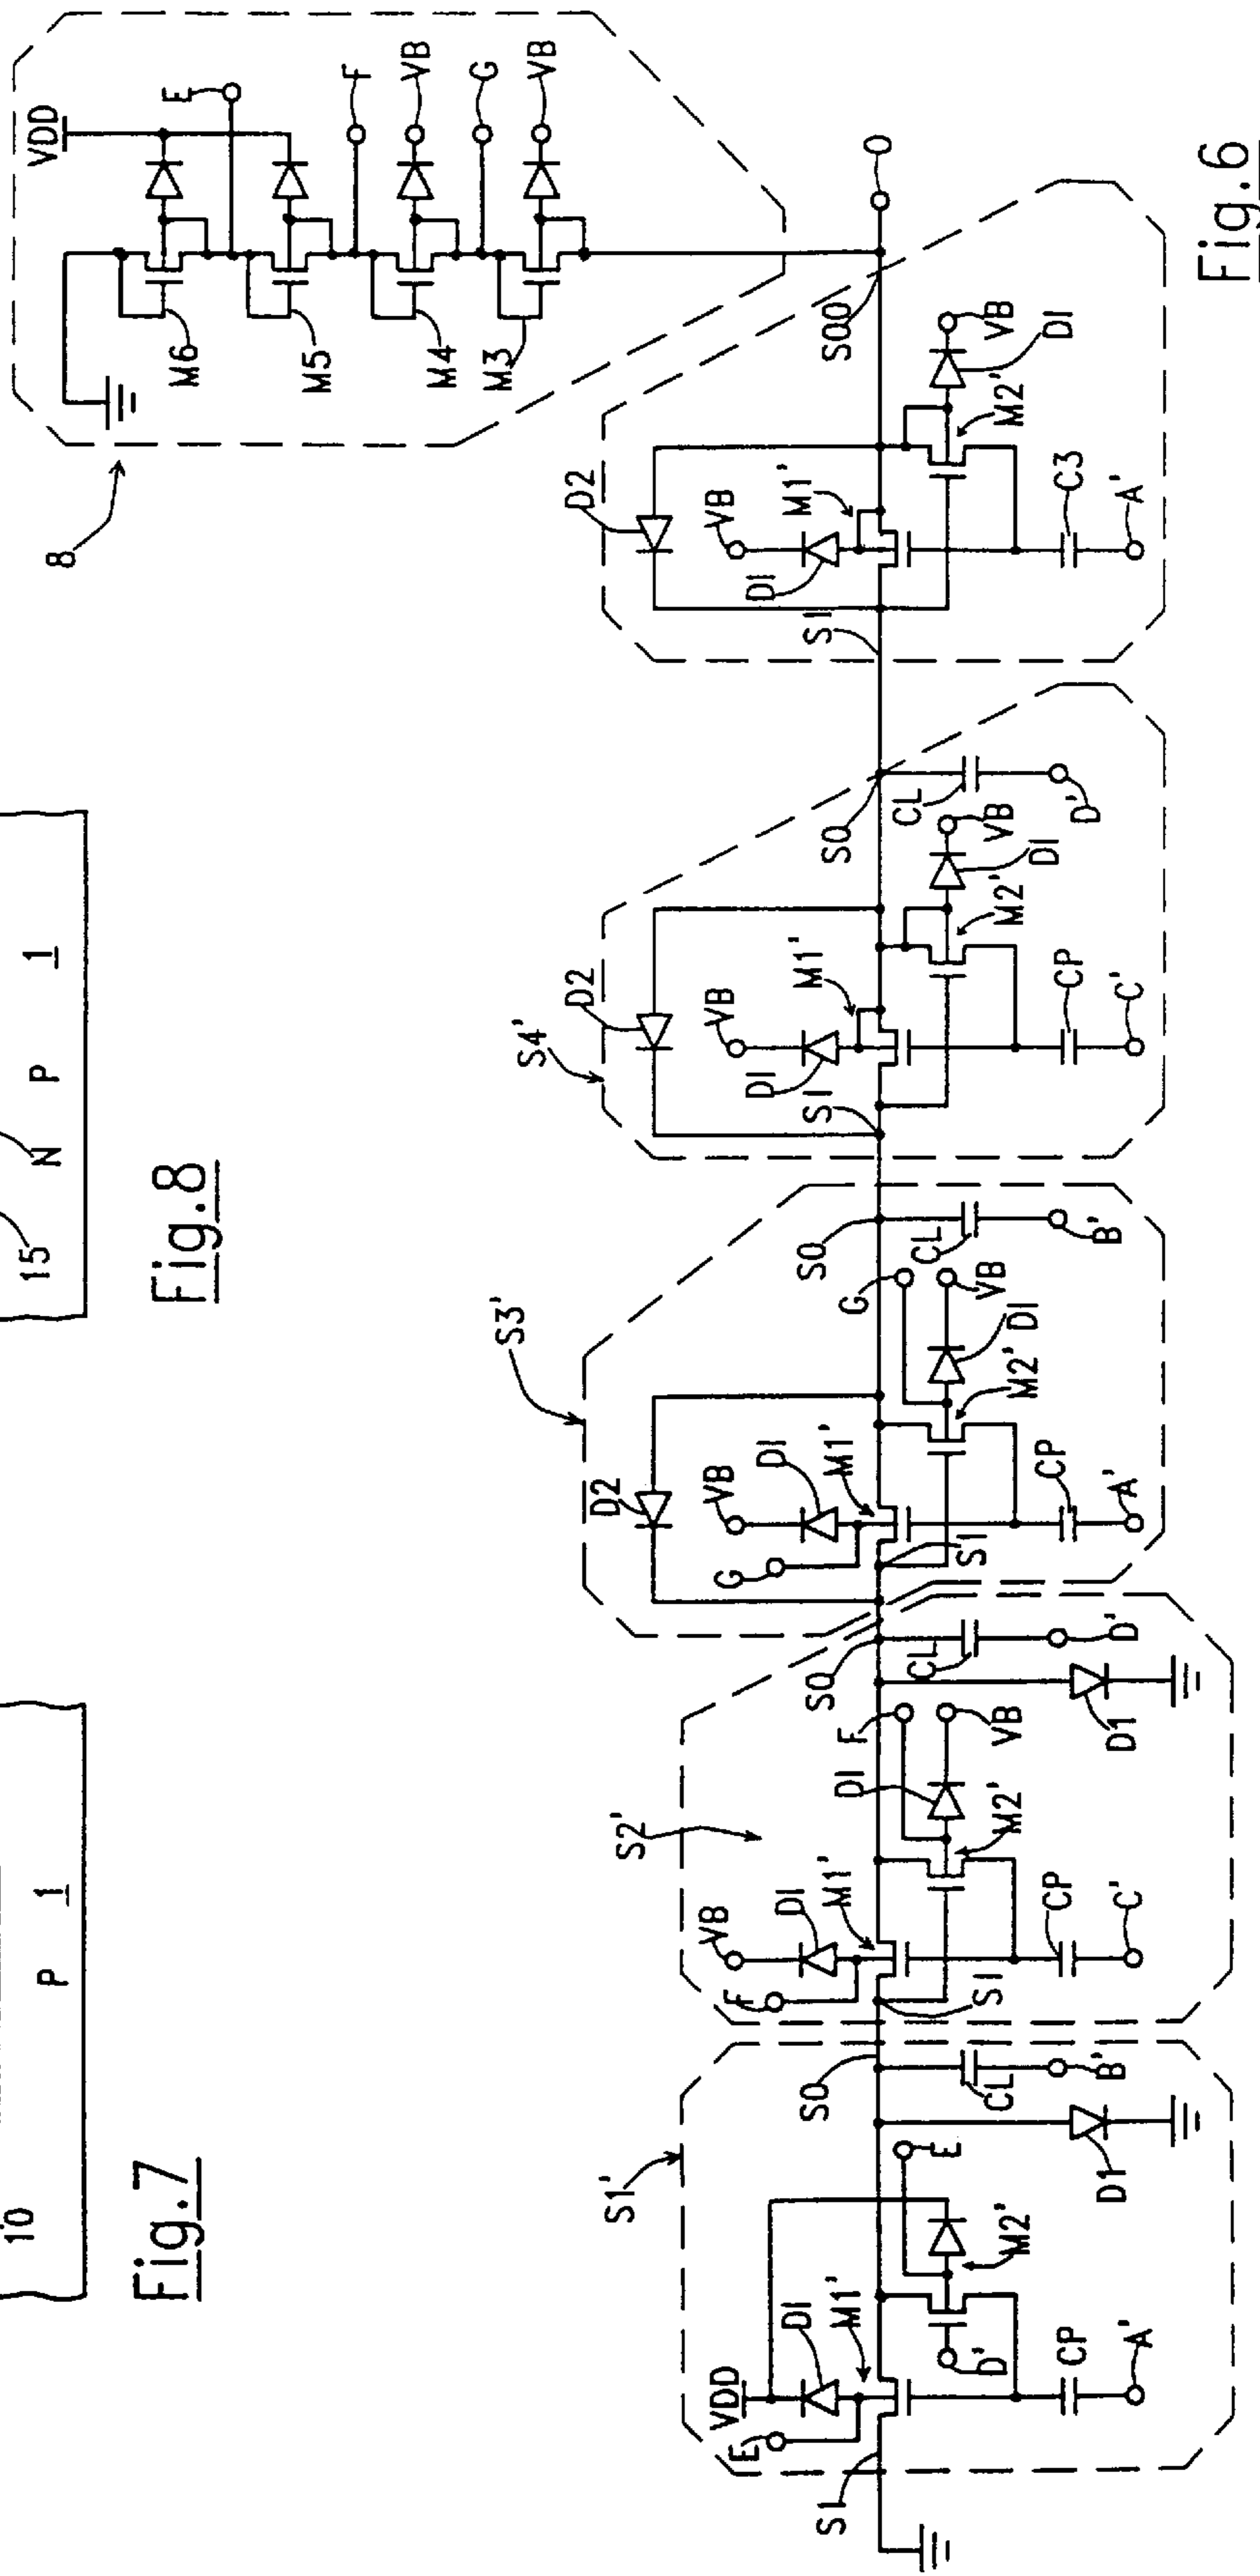 10
P 1
Fig.7
15
N P 1
Fig.8
8
VDD
E
F
VB
G
VB
M6
M5
M4
M3
S1'
S2'
S3'
S4'
D2
D2
D2
VDD
E
DI
M1'
SI
D'
M2'
E
CP
A'
SO
CL
B'
D1
VB
F
DI
M1'
SI
DI
F
VB
M2'
CP
C'
SO
CL
D'
D1
VB
G
DI
M1'
SI
G
VB
DI
M2'
CP
A'
SO
CL
B'
VB
DI
M1'
SI
VB
DI
M2'
CP
C'
SO
CL
D'
VB
DI
M1'
SI
VB
DI
M2'
C3
A'
SOO
O
Fig.6